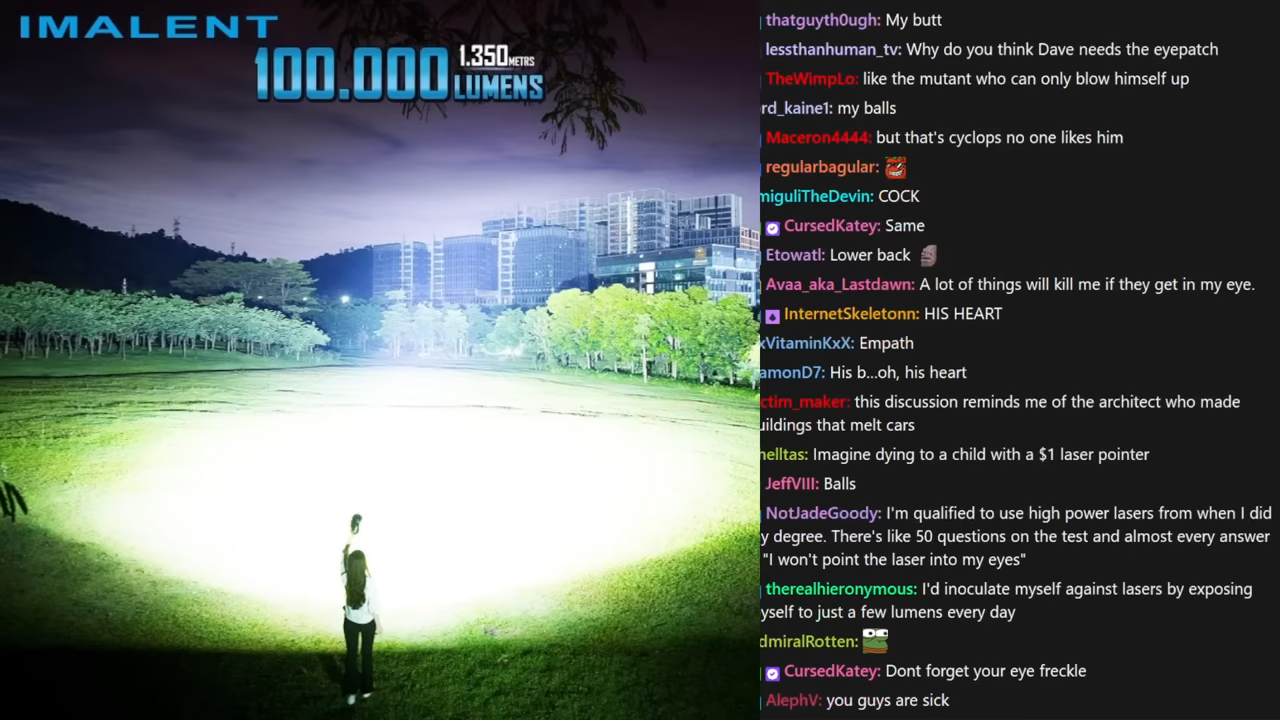 IMALENT
100.000 1.350 METRS
LUMENS
thatguyth0ugh: My butt
lessthanhuman_tv: Why do you think Dave needs the eyepatch
TheWimpLo: like the mutant who can only blow himself up
rd_kaine1: my balls
Maceron4444: but that's cyclops no one likes him
regularbagular:
miguliTheDevin: COCK
CursedKatey: Same
Etowatl: Lower back
Avaa_aka_Lastdawn: A lot of things will kill me if they get in my eye.
InternetSkeletonn: HIS HEART
xVitaminKxX: Empath
amonD7: His b...oh, his heart
ctim_maker: this discussion reminds me of the architect who made
uildings that melt cars
nelltas: Imagine dying to a child with a $1 laser pointer
JeffVIII: Balls
NotJadeGoody: I'm qualified to use high power lasers from when I did
y degree. There's like 50 questions on the test and almost every answer
"I won't point the laser into my eyes"
therealhieronymous: I'd inoculate myself against lasers by exposing
yself to just a few lumens every day
dmiralRotten:
CursedKatey: Dont forget your eye freckle
AlephV: you guys are sick